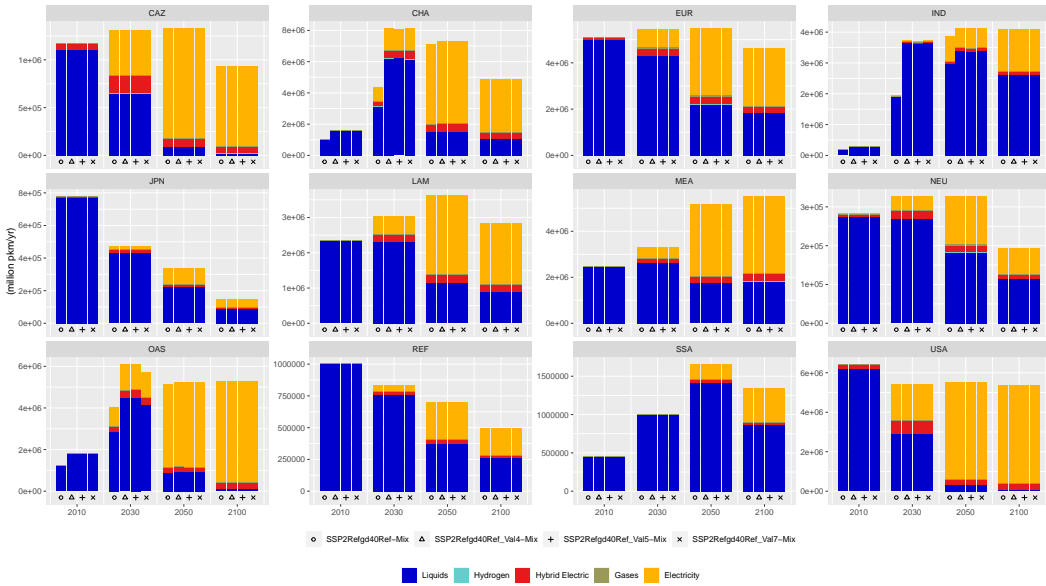 CAZ CHA EUR IND
1e+06
5e+05
0e+00
8e+06
6e+06
4e+06
2e+06
0e+00
4e+06
2e+06
0e+00
4e+06
3e+06
2e+06
1e+06
0e+00
JPN LAM MEA NEU
(million pkm/yr)
8e+05
6e+05
4e+05
2e+05
0e+00
3e+06
2e+06
1e+06
0e+00
4e+06
2e+06
0e+00
3e+05
2e+05
1e+05
0e+00
OAS REF SSA USA
6e+06
4e+06
2e+06
0e+00
1000000
750000
500000
250000
0
1500000
1000000
500000
0
6e+06
4e+06
2e+06
0e+00
2010 2030 2050 2100 2010 2030 2050 2100 2010 2030 2050 2100 2010 2030 2050 2100
SSP2Refgd40Ref−Mix SSP2Refgd40Ref_Val4−Mix SSP2Refgd40Ref_Val5−Mix SSP2Refgd40Ref_Val7−Mix
Liquids Hydrogen Hybrid Electric Gases Electricity